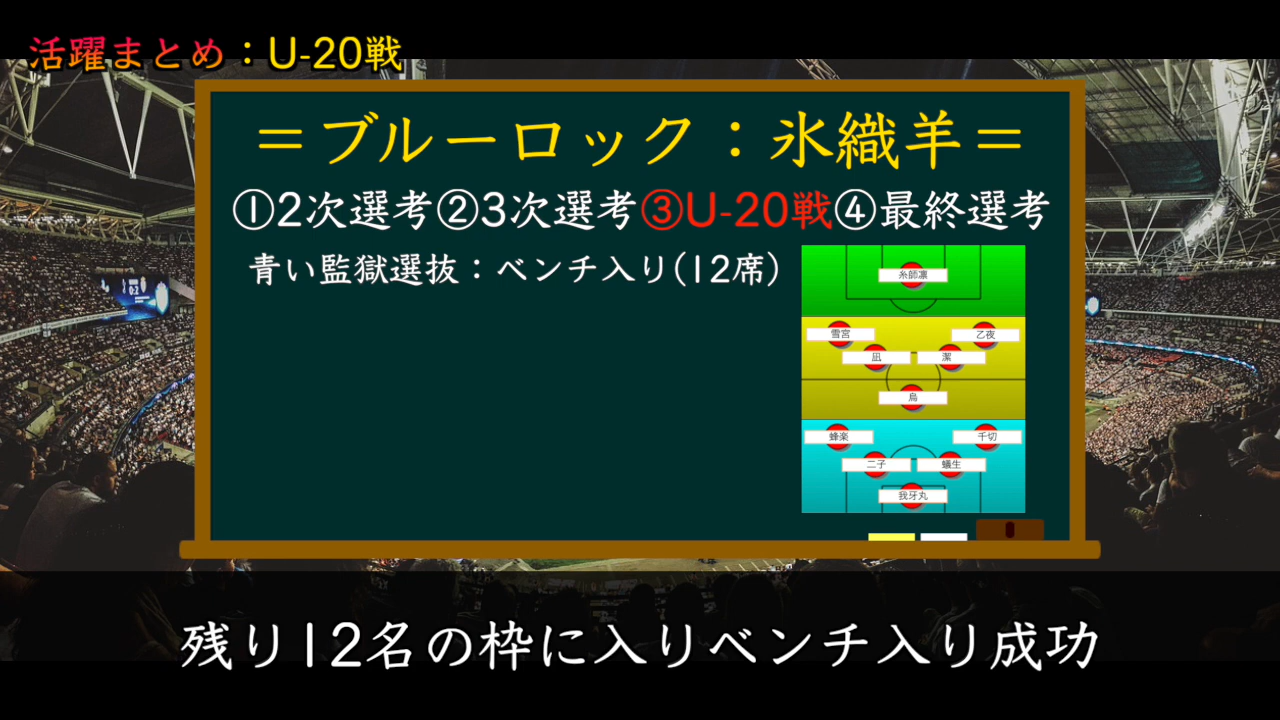 活躍まとめ：U-20戦
＝ブルーロック：氷織羊＝
①2次選考②3次選考③U-20戦④最終選考
青い監獄選抜：ベンチ入り(12席)
糸師凛
雪宮 乙夜
凪 潔
烏
蜂楽 千切
二子 蟻生
我牙丸
残り12名の枠に入りベンチ入り成功